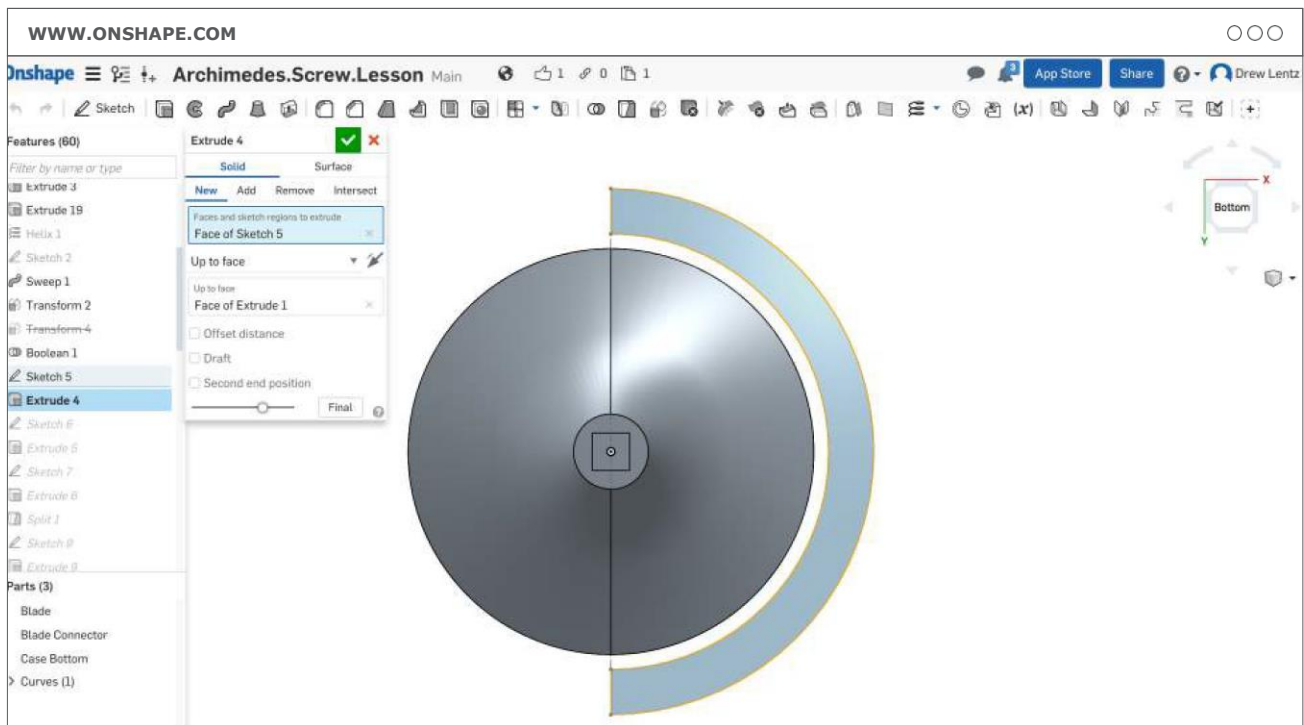 WWW.ONSHAPE.COM
Onshape Archimedes.Screw.Lesson Main 1 0 1 3 App Store Share Drew Lentz
Sketch (x)
Features (60)
Filter by name or type
Extrude 3
Extrude 19
Helix 1
Sketch 2
Sweep 1
Transform 2
Transform 4
Boolean 1
Sketch 5
Extrude 4
Sketch 6
Extrude 5
Sketch 7
Extrude 6
Split 1
Extrude 9
Parts (3)
Blade
Blade Connector
Case Bottom
Curves (1)
Extrude 4
Solid Surface
New Add Remove Intersect
Faces and sketch regions to extrude
Face of Sketch 5
Up to face
Up to face
Face of Extrude 1
Offset distance
Draft
Second end position
Final
X
Bottom
Y